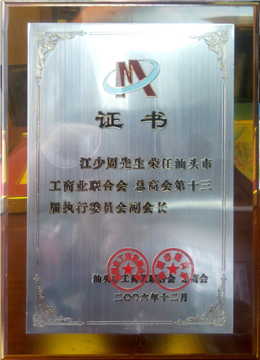 证书
江少周先生荣任汕头市
工商业联合会 总商会第十三
届执行委员会副会长
汕头市工商业联合会 总商会
二〇〇六年十二月